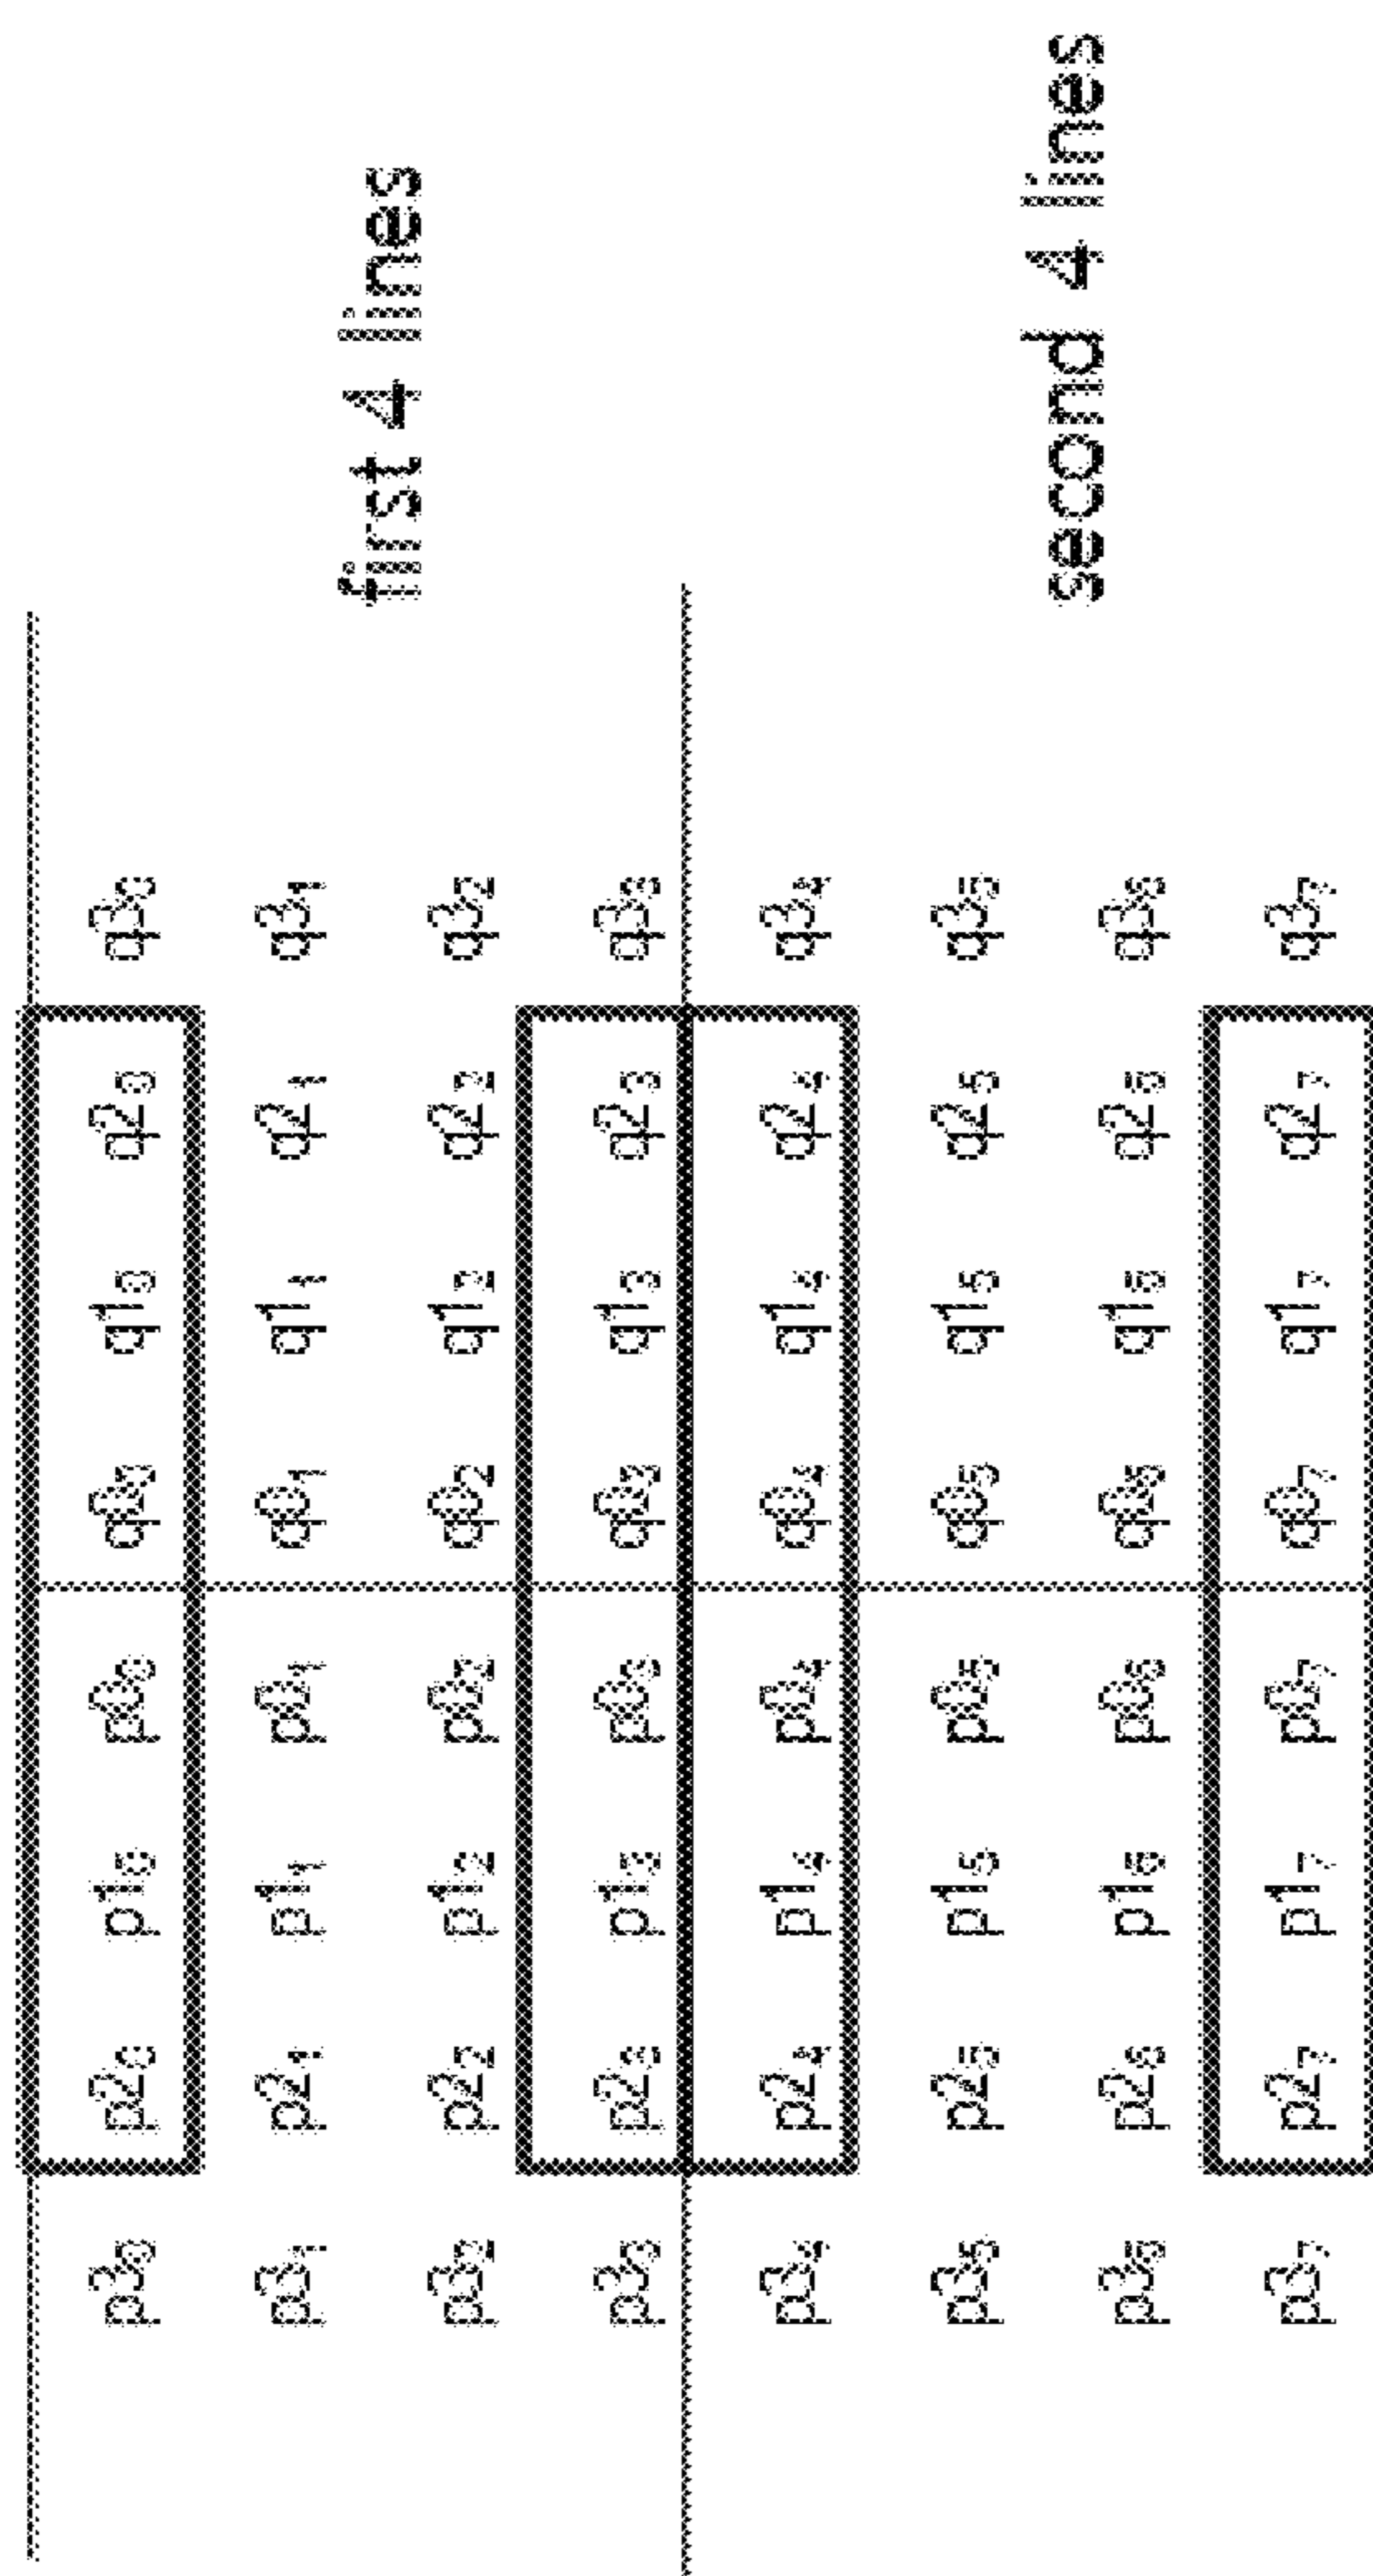 p3₀ p2₀ p1₀ p0₀ q0₀ q1₀ q2₀ q3₀
p3₁ p2₁ p1₁ p0₁ q0₁ q1₁ q2₁ q3₁
first 4 lines
p3₂ p2₂ p1₂ p0₂ q0₂ q1₂ q2₂ q3₂
p3₃ p2₃ p1₃ p0₃ q0₃ q1₃ q2₃ q3₃
p3₄ p2₄ p1₄ p0₄ q0₄ q1₄ q2₄ q3₄
p3₅ p2₅ p1₅ p0₅ q0₅ q1₅ q2₅ q3₅
second 4 lines
p3₆ p2₆ p1₆ p0₆ q0₆ q1₆ q2₆ q3₆
p3₇ p2₇ p1₇ p0₇ q0₇ q1₇ q2₇ q3₇